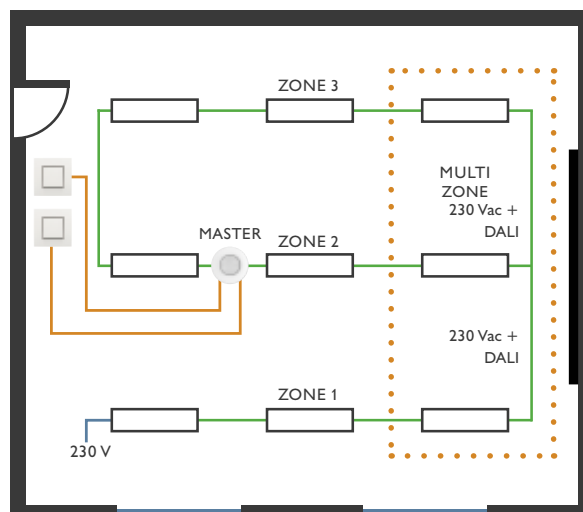 ZONE 3
MULTI
ZONE
230 Vac +
DALI
MASTER
ZONE 2
230 Vac +
DALI
ZONE 1
230 V